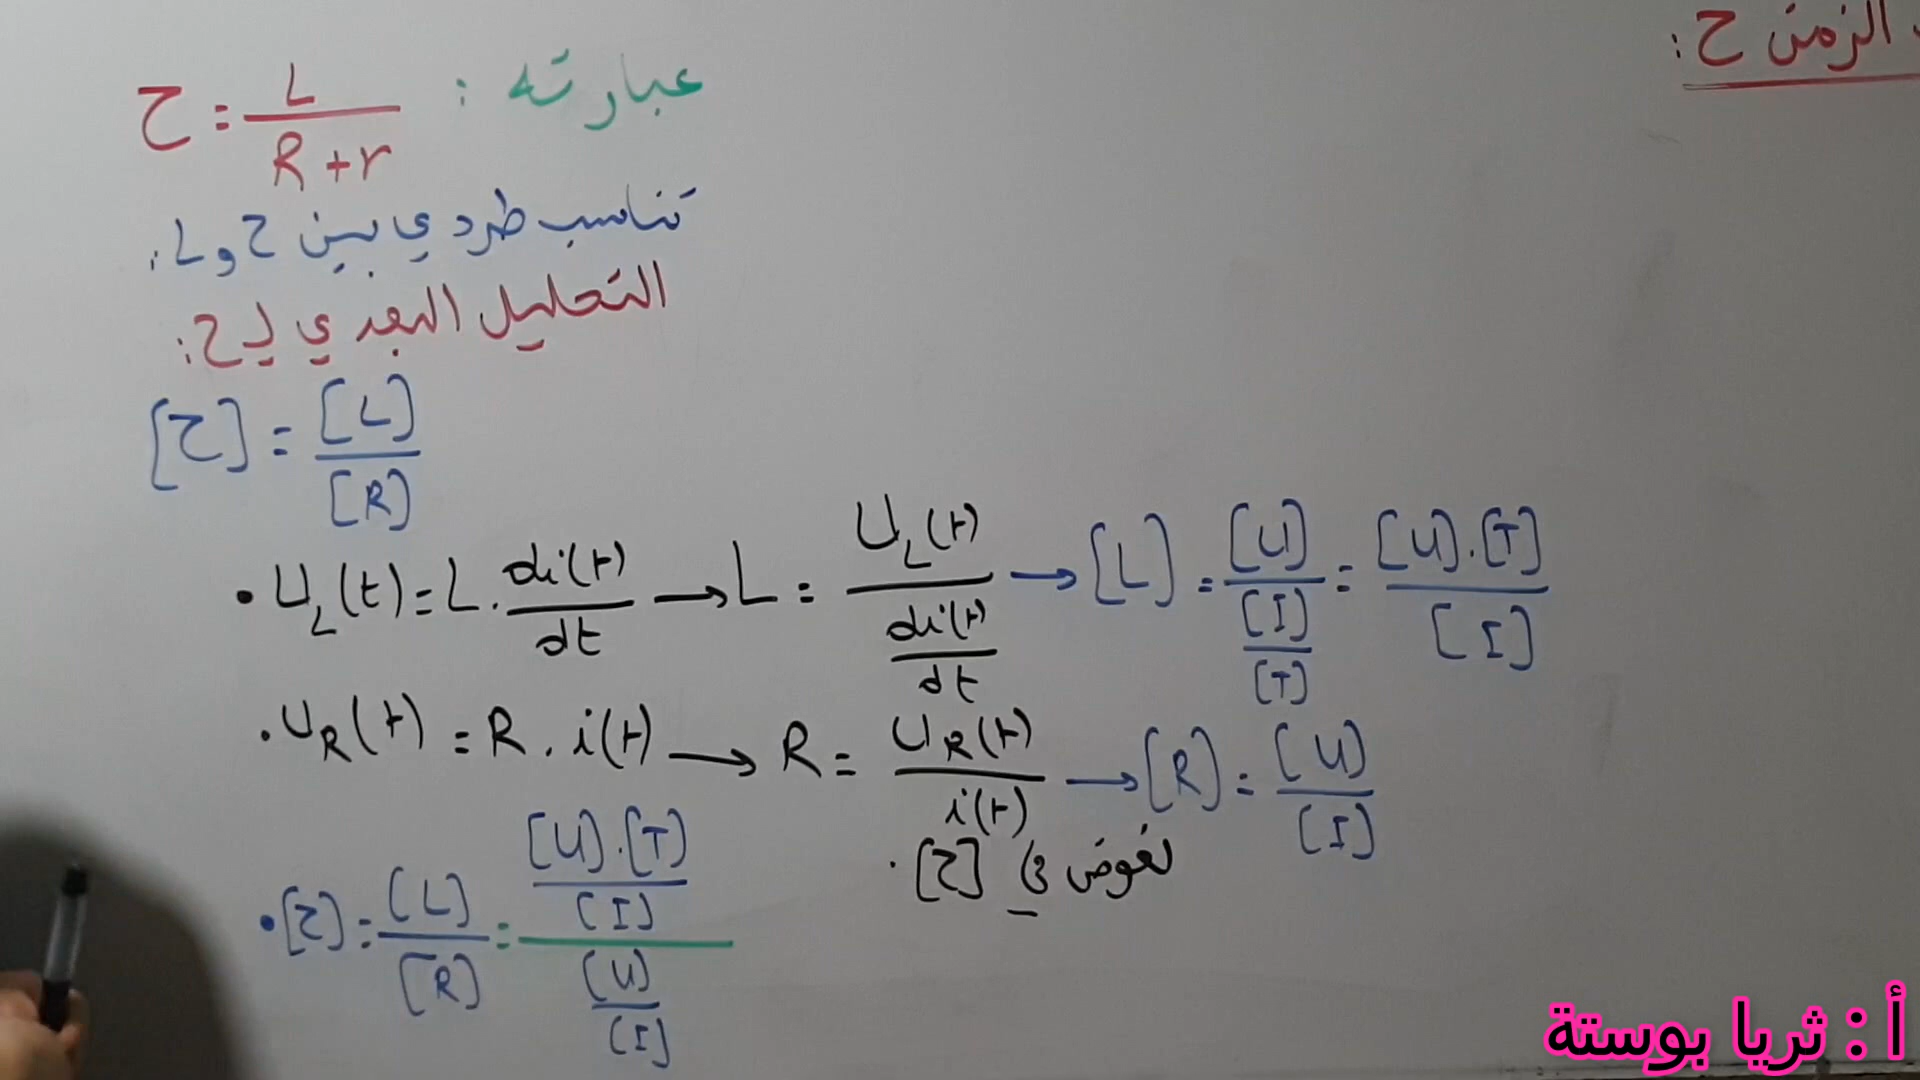 الزمن τ:
عبارته : τ = L / (R + r)
تناسب طردي بين τ و L:
التحليل البعدي لـ τ:
[τ] = [L] / [R]
• U_L(t) = L . di(t)/dt → L = U_L(t) / (di(t)/dt) → [L] = [U] / ([I]/[T]) = [U].[T] / [I]
• U_R(t) = R . i(t) → R = U_R(t) / i(t) → [R] = [U] / [I]
نعوض في [τ] .
• [τ] = [L] / [R] = ([U].[T] / [I]) / ([U] / [I])
أ : ثريا بوستة